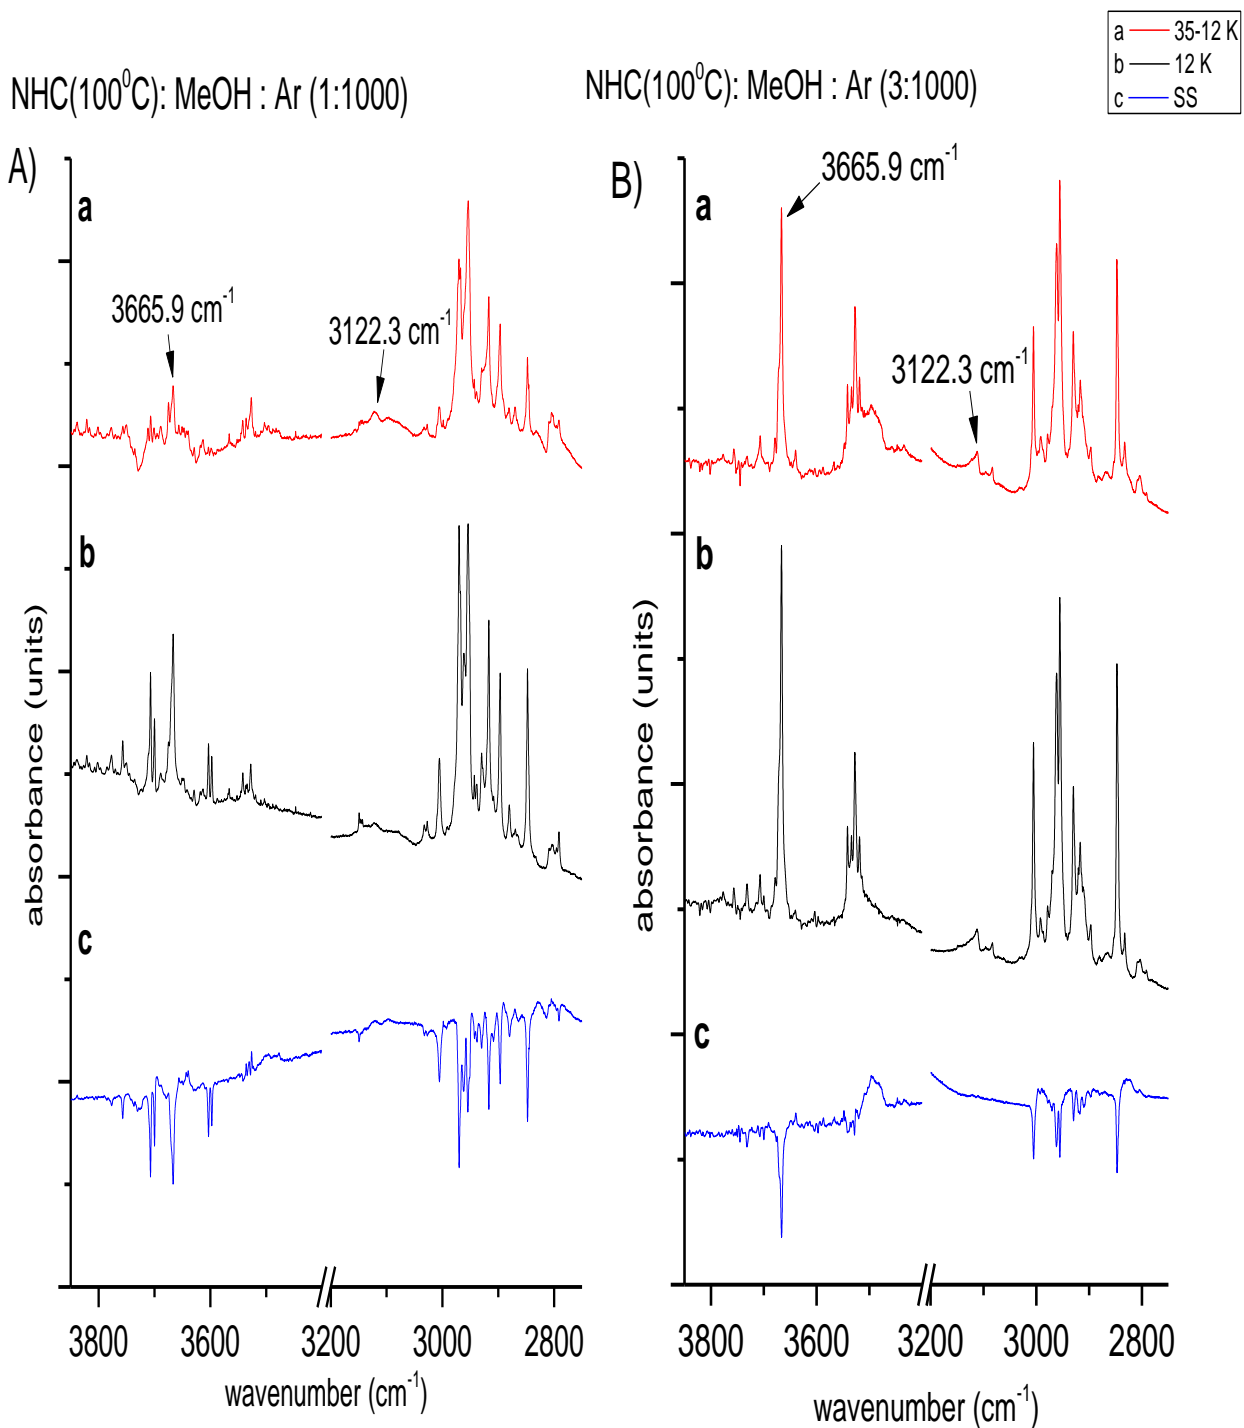 a 35-12 K
b 12 K
c SS
NHC(100⁰C): MeOH : Ar (1:1000)
NHC(100⁰C): MeOH : Ar (3:1000)
A)
a
3665.9 cm⁻¹
3122.3 cm⁻¹
b
c
absorbance (units)
3800 3600 3200 3000 2800
wavenumber (cm⁻¹)
B)
a
3665.9 cm⁻¹
3122.3 cm⁻¹
b
c
absorbance (units)
3800 3600 3200 3000 2800
wavenumber (cm⁻¹)